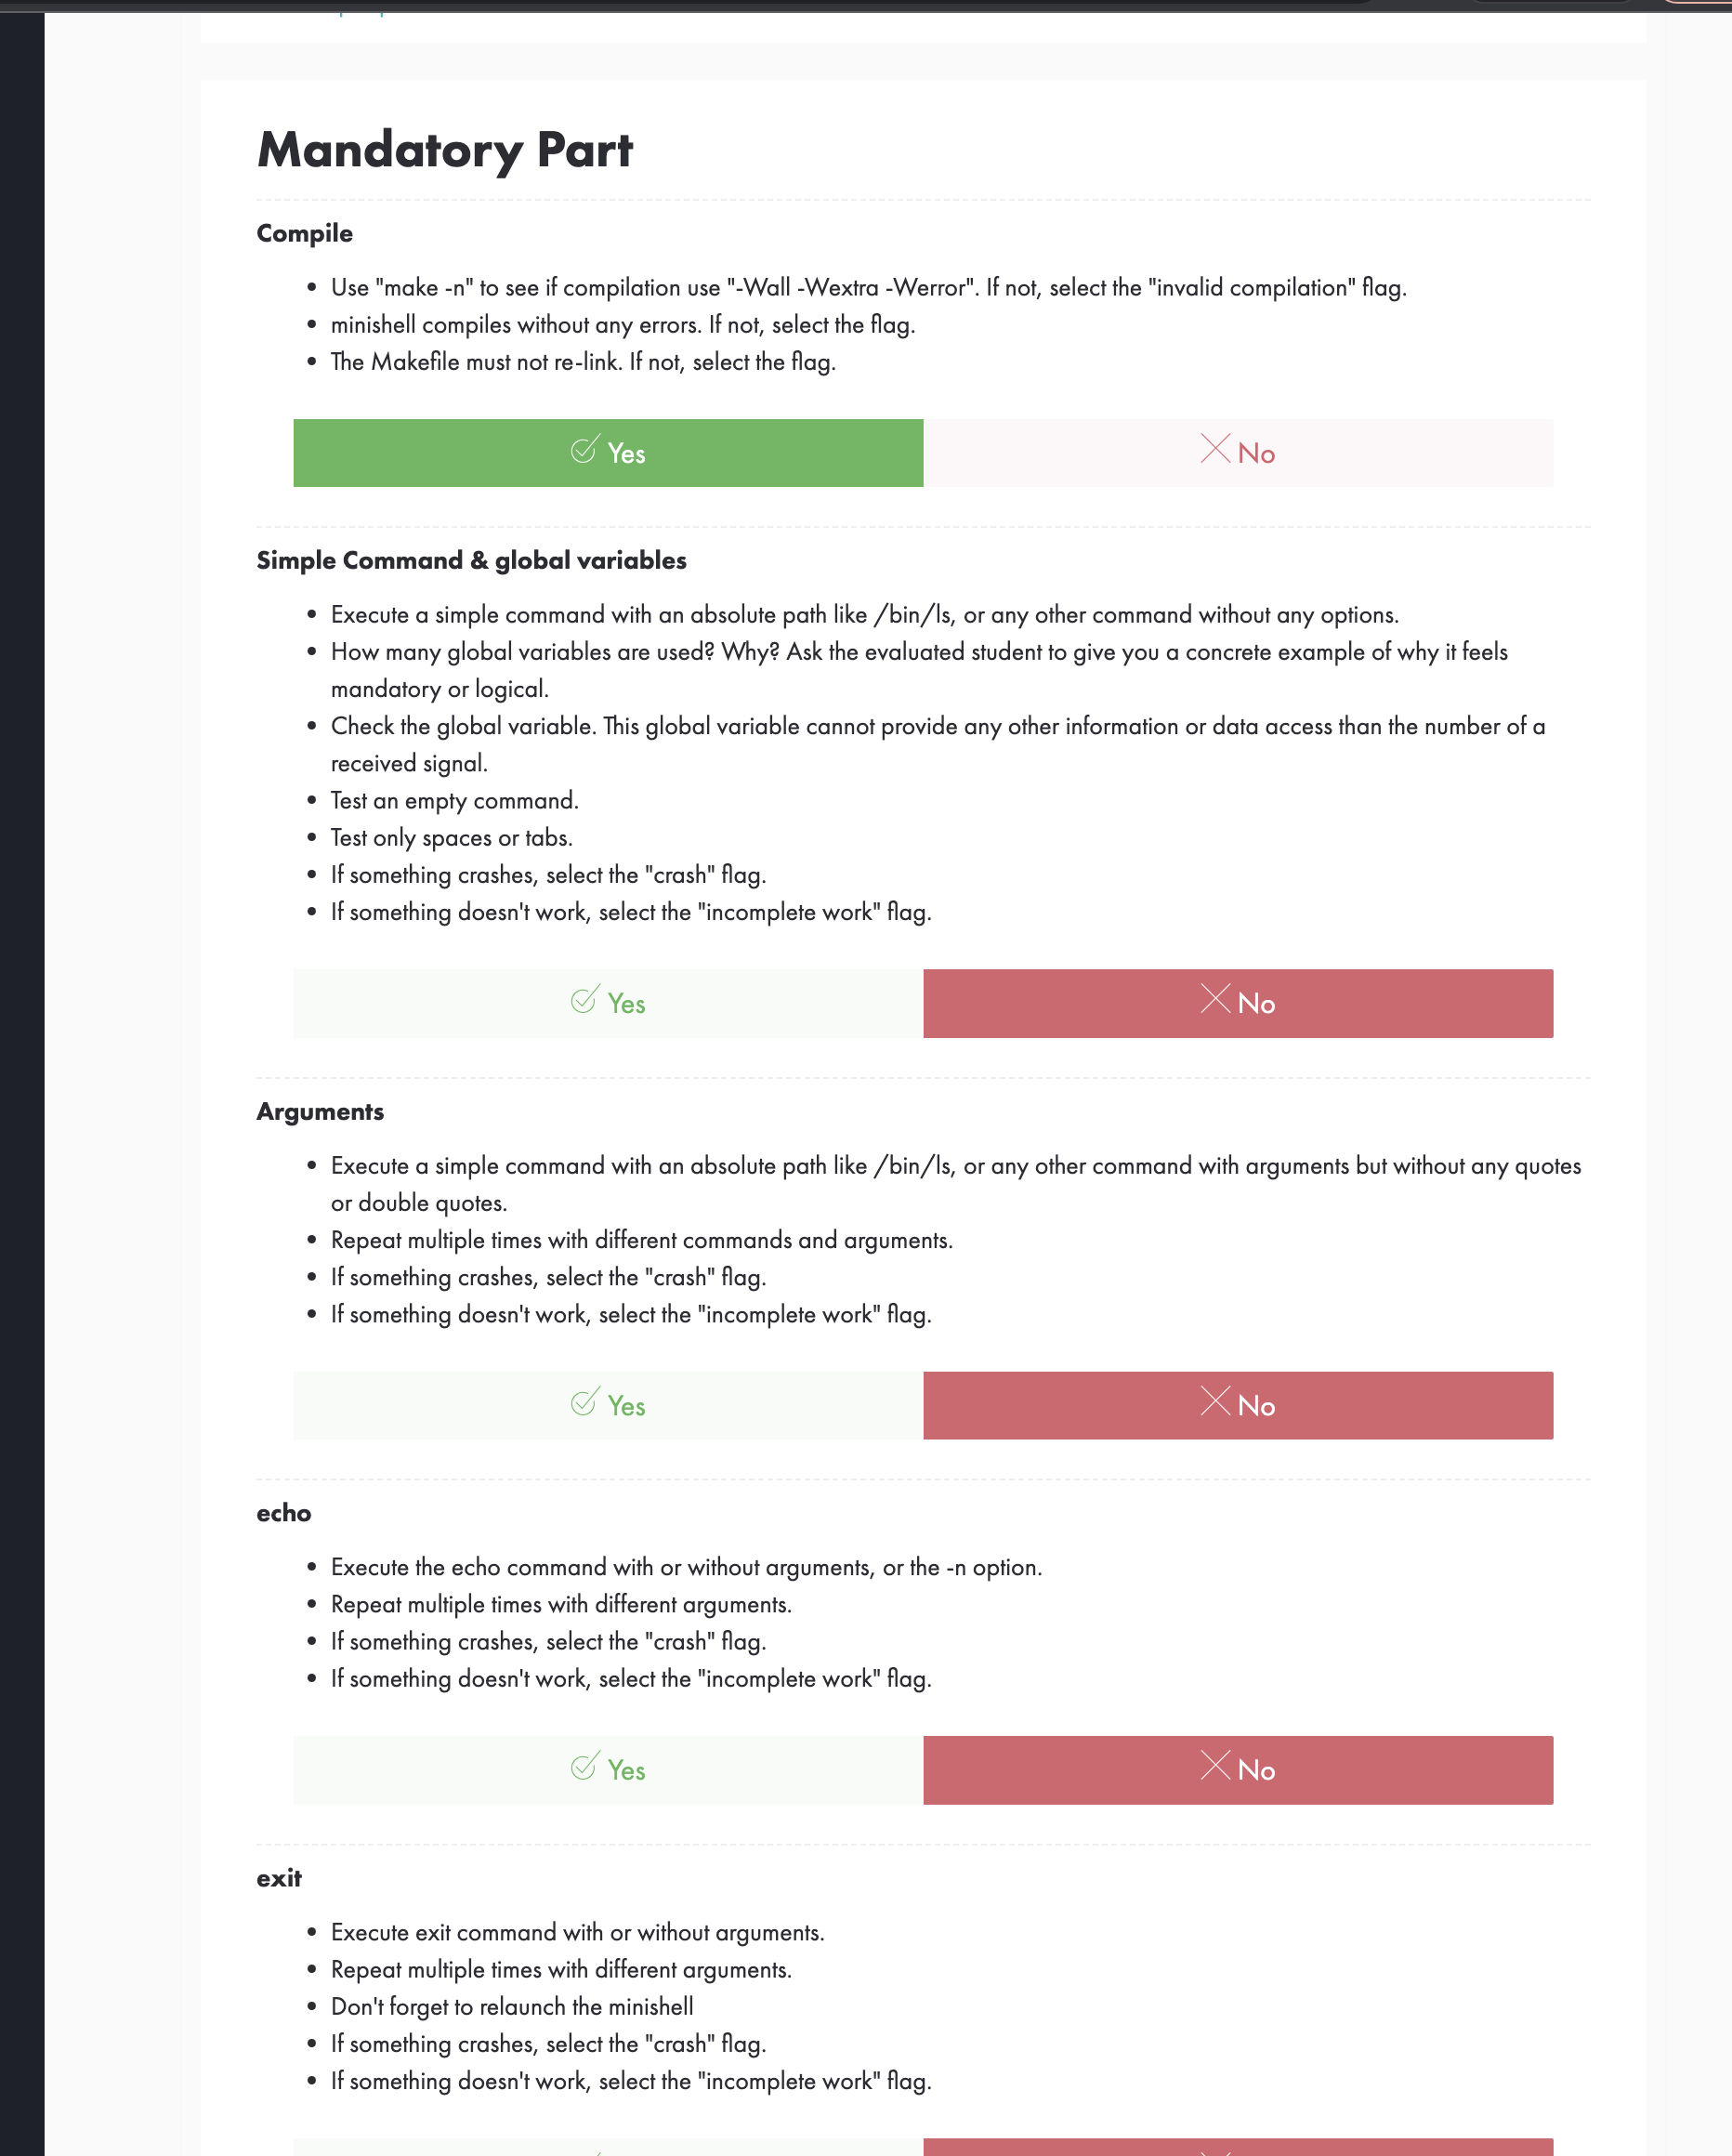 Mandatory Part
Compile
• Use "make -n" to see if compilation use "-Wall -Wextra -Werror". If not, select the "invalid compilation" flag.
• minishell compiles without any errors. If not, select the flag.
• The Makefile must not re-link. If not, select the flag.
Yes
No
Simple Command & global variables
• Execute a simple command with an absolute path like /bin/ls, or any other command without any options.
• How many global variables are used? Why? Ask the evaluated student to give you a concrete example of why it feels
mandatory or logical.
• Check the global variable. This global variable cannot provide any other information or data access than the number of a
received signal.
• Test an empty command.
• Test only spaces or tabs.
• If something crashes, select the "crash" flag.
• If something doesn't work, select the "incomplete work" flag.
Yes
No
Arguments
• Execute a simple command with an absolute path like /bin/ls, or any other command with arguments but without any quotes
or double quotes.
• Repeat multiple times with different commands and arguments.
• If something crashes, select the "crash" flag.
• If something doesn't work, select the "incomplete work" flag.
Yes
No
echo
• Execute the echo command with or without arguments, or the -n option.
• Repeat multiple times with different arguments.
• If something crashes, select the "crash" flag.
• If something doesn't work, select the "incomplete work" flag.
Yes
No
exit
• Execute exit command with or without arguments.
• Repeat multiple times with different arguments.
• Don't forget to relaunch the minishell
• If something crashes, select the "crash" flag.
• If something doesn't work, select the "incomplete work" flag.